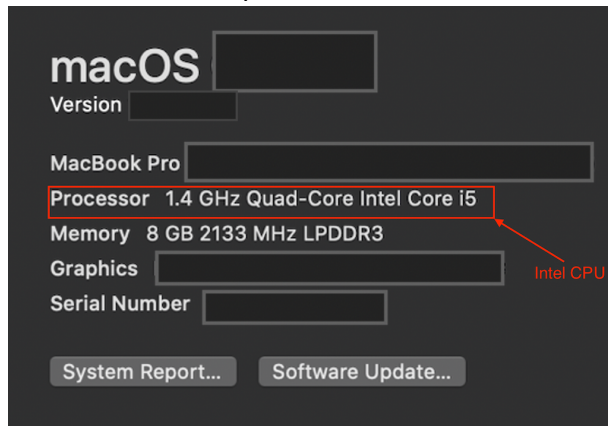 macOS
Version
MacBook Pro
Processor 1.4 GHz Quad-Core Intel Core i5
Memory 8 GB 2133 MHz LPDDR3
Graphics
Intel CPU
Serial Number
System Report... Software Update...